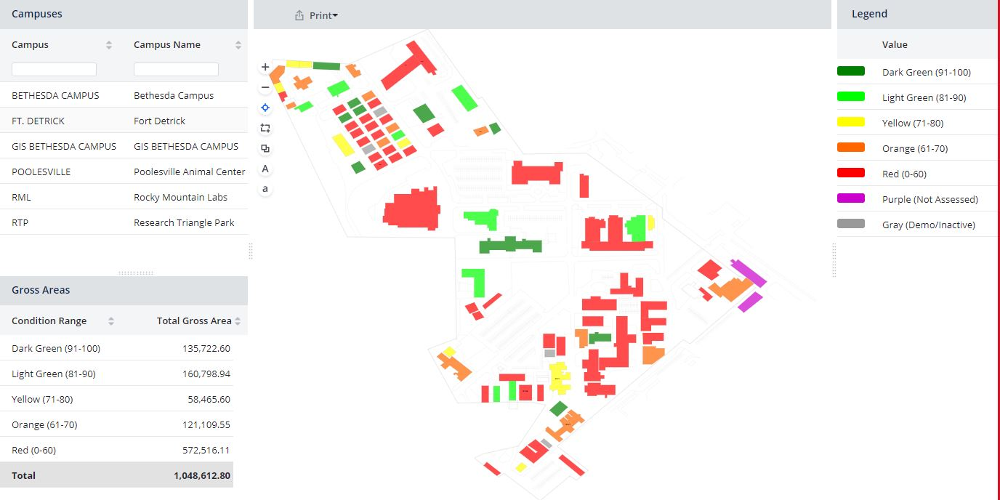 Campuses
Campus Campus Name
BETHESDA CAMPUS Bethesda Campus
FT. DETRICK Fort Detrick
GIS BETHESDA CAMPUS GIS BETHESDA CAMPUS
POOLESVILLE Poolesville Animal Center
RML Rocky Mountain Labs
RTP Research Triangle Park
Gross Areas
Condition Range Total Gross Area
Dark Green (91-100) 135,722.60
Light Green (81-90) 160,798.94
Yellow (71-80) 58,465.60
Orange (61-70) 121,109.55
Red (0-60) 572,516.11
Total 1,048,612.80
Print
+
−
A
a
Legend
Value
Dark Green (91-100)
Light Green (81-90)
Yellow (71-80)
Orange (61-70)
Red (0-60)
Purple (Not Assessed)
Gray (Demo/Inactive)